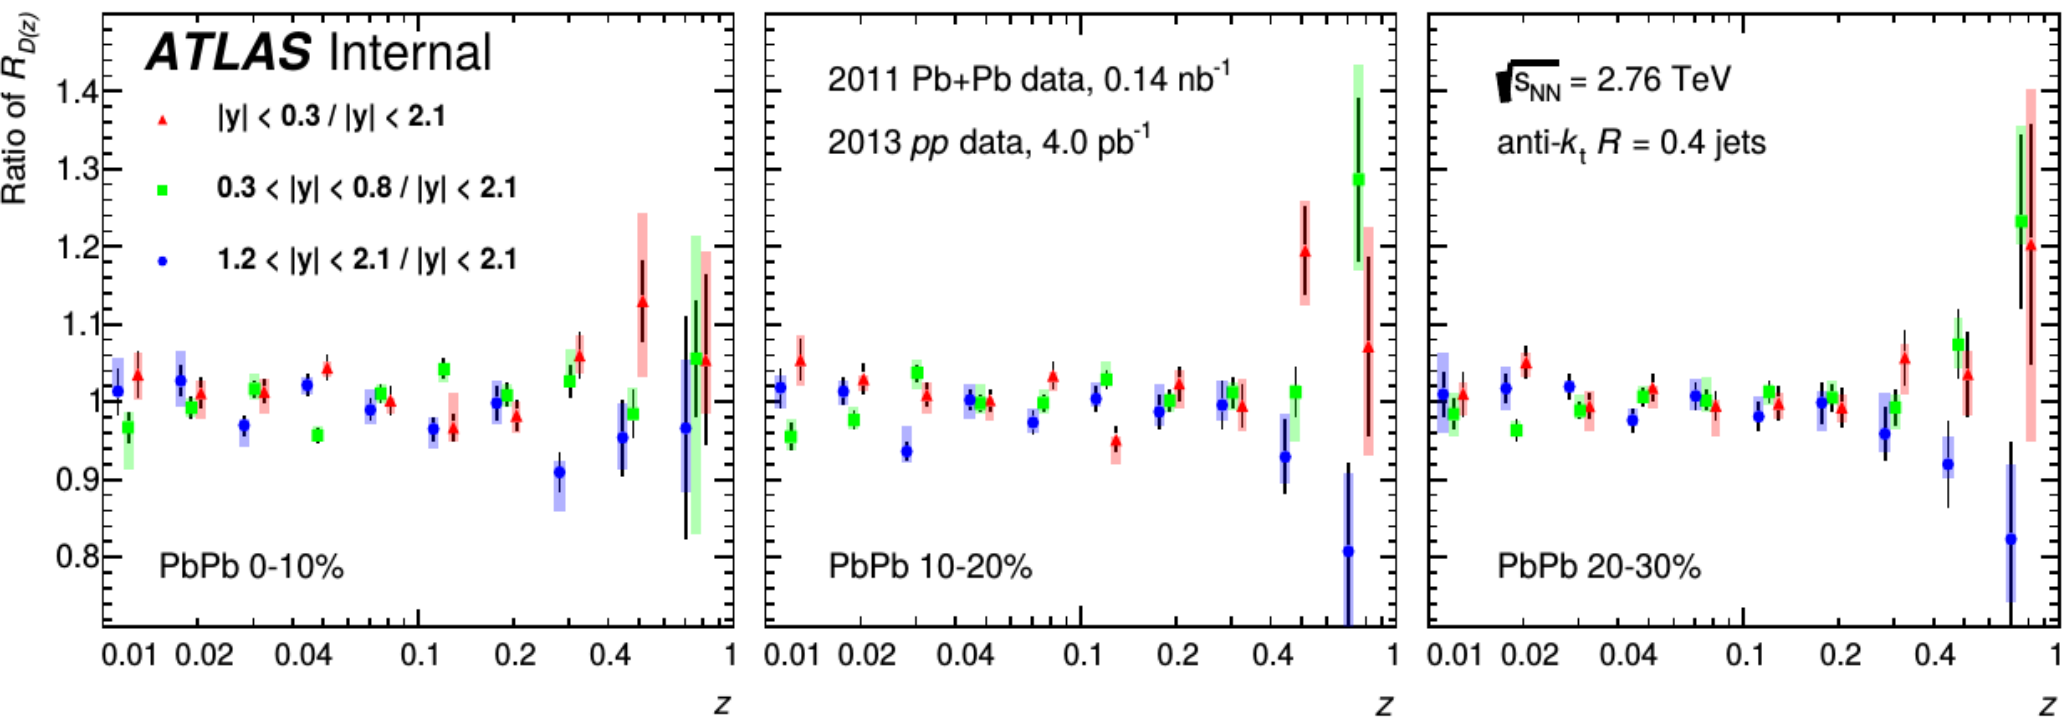 Ratio of R_D(z)
ATLAS Internal
|y| < 0.3 / |y| < 2.1
0.3 < |y| < 0.8 / |y| < 2.1
1.2 < |y| < 2.1 / |y| < 2.1
PbPb 0-10%
1.4
1.3
1.2
1.1
1
0.9
0.8
0.01 0.02 0.04 0.1 0.2 0.4 1
z
2011 Pb+Pb data, 0.14 nb⁻¹
2013 pp data, 4.0 pb⁻¹
PbPb 10-20%
0.01 0.02 0.04 0.1 0.2 0.4 1
z
√s_NN = 2.76 TeV
anti-k_t R = 0.4 jets
PbPb 20-30%
0.01 0.02 0.04 0.1 0.2 0.4 1
z